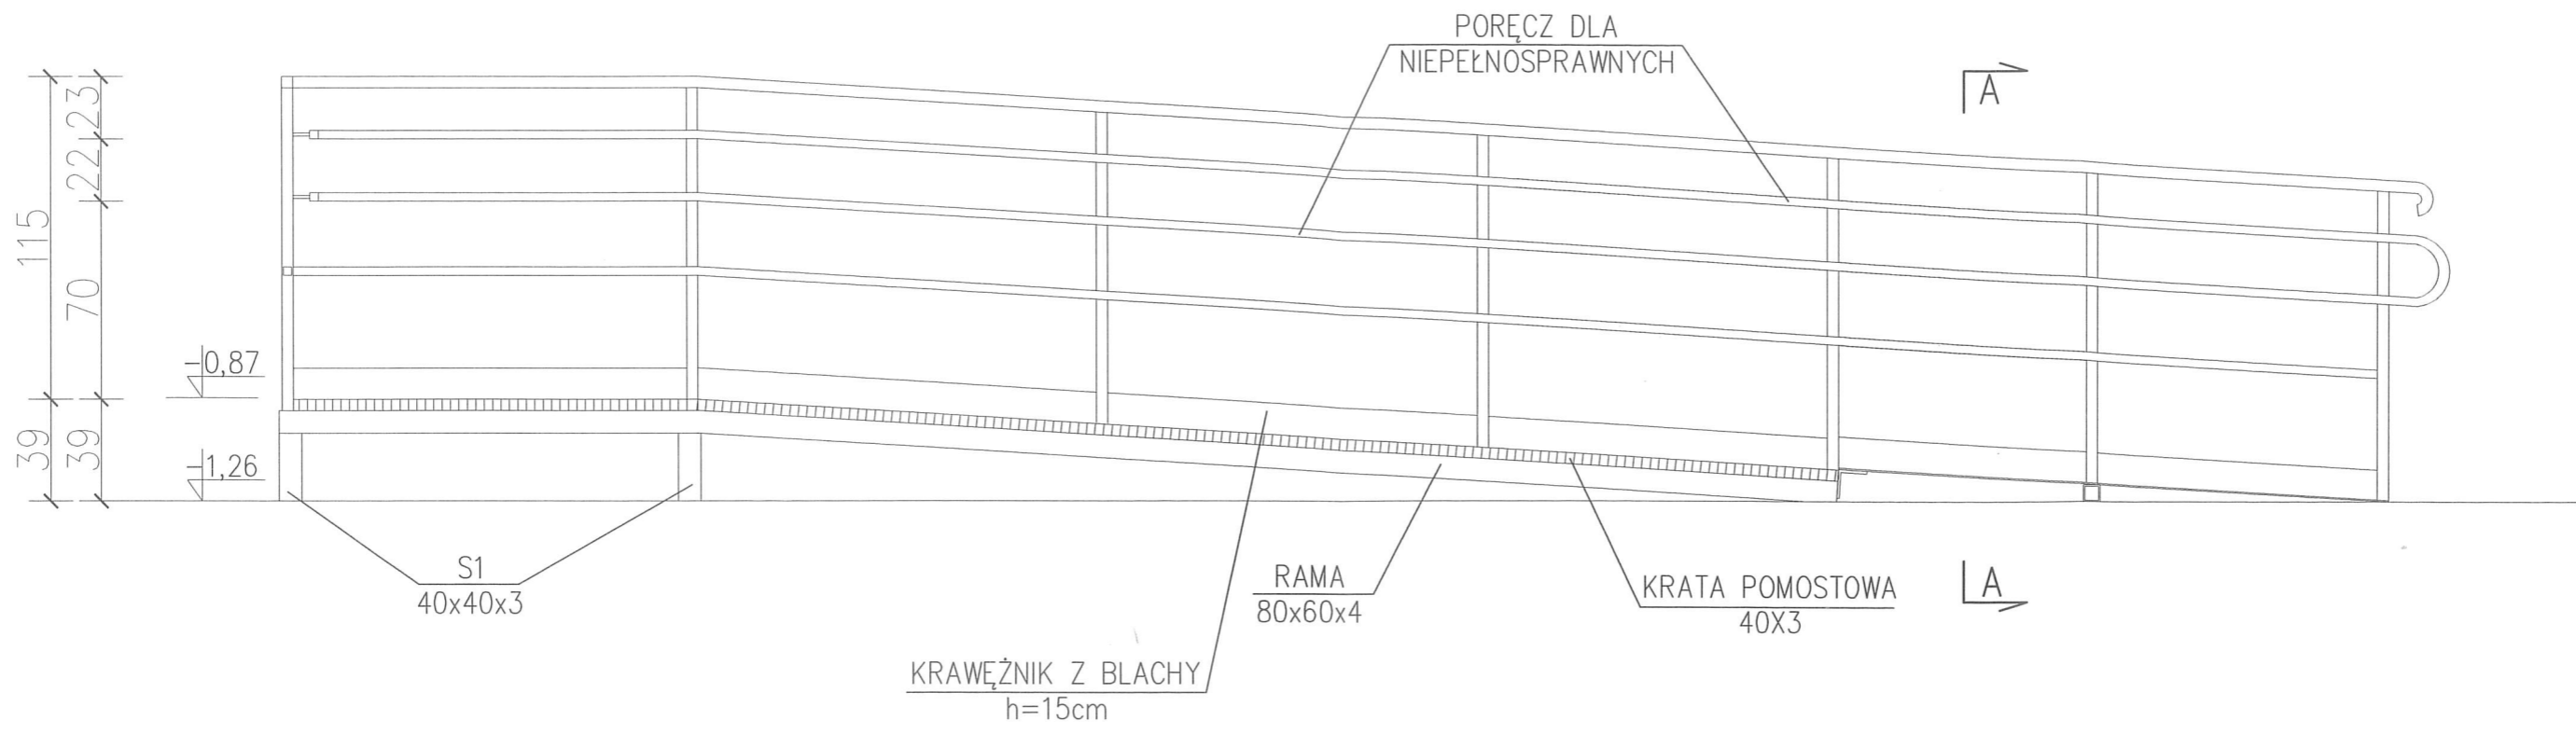 PORĘCZ DLA
NIEPEŁNOSPRAWNYCH
A
23
22
115
70
-0,87
39
39
-1,26
S1
40x40x3
RAMA
80x60x4
KRATA POMOSTOWA
40X3
A
KRAWĘŻNIK Z BLACHY
h=15cm